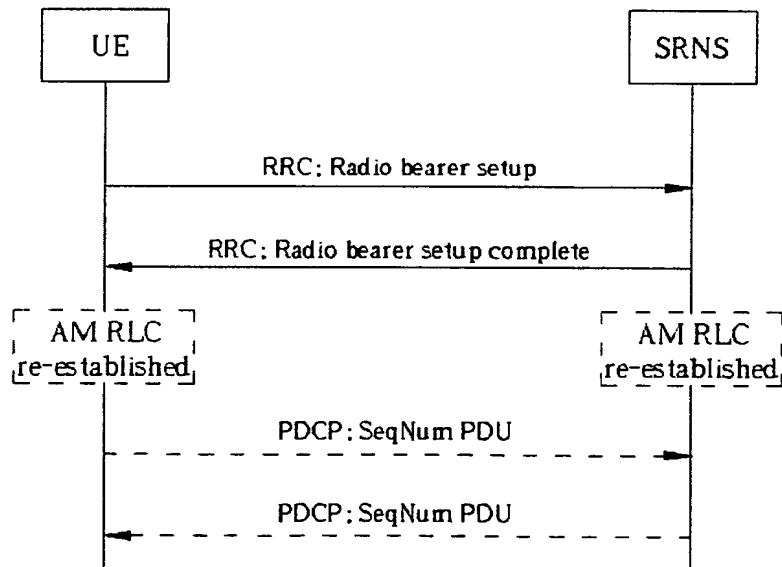 UE
SRNS
RRC: Radio bearer setup
RRC: Radio bearer setup complete
AM RLC
re-established
AM RLC
re-established
PDCP: SeqNum PDU
PDCP: SeqNum PDU